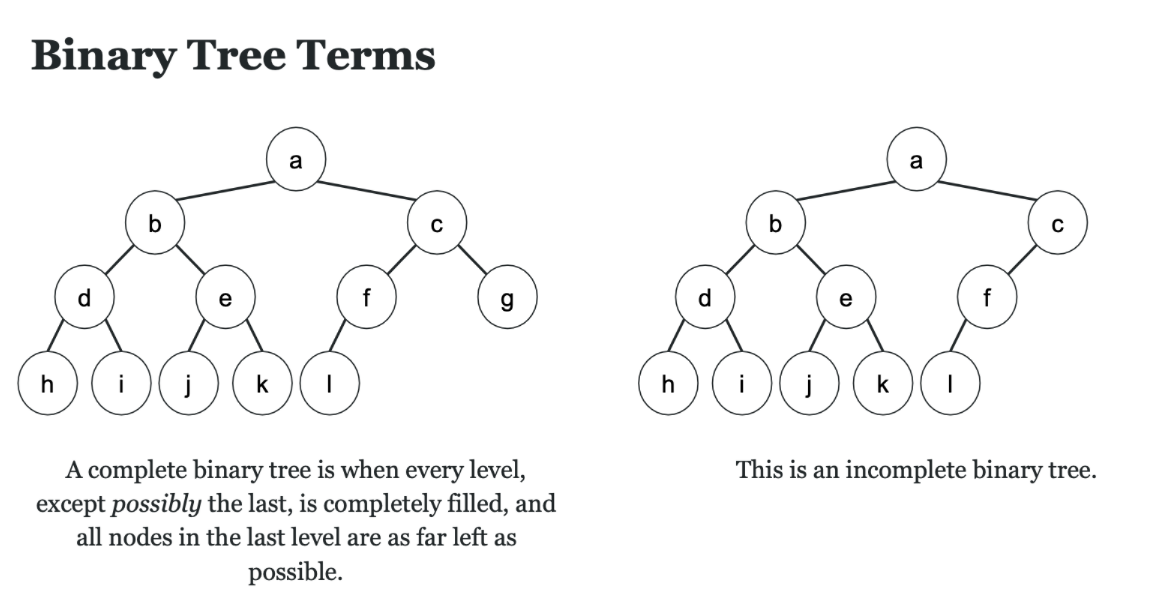 Binary Tree Terms
a
b c
d e f g
h i j k l
A complete binary tree is when every level,
except possibly the last, is completely filled, and
all nodes in the last level are as far left as
possible.
a
b c
d e f
h i j k l
This is an incomplete binary tree.